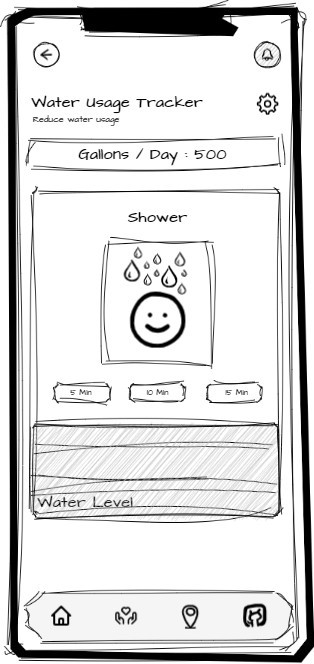 Water Usage Tracker
Reduce water usage
Gallons / Day : 500
Shower
5 Min
10 Min
15 Min
Water Level